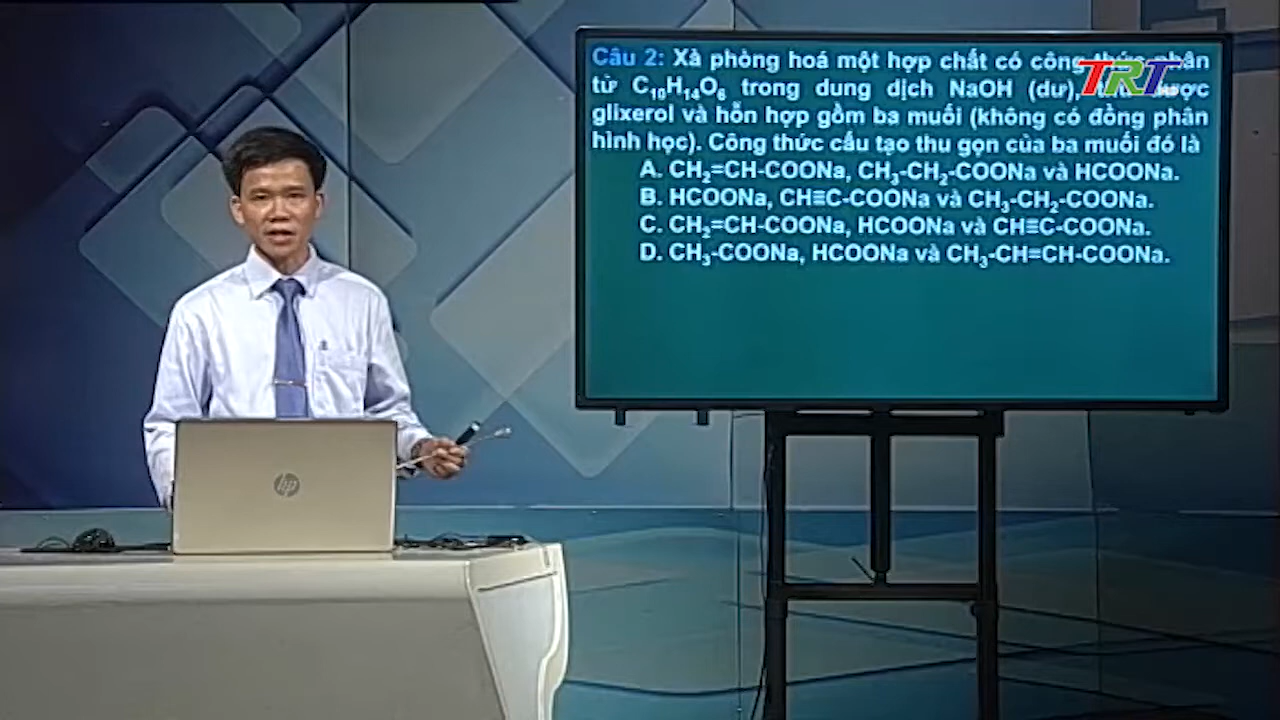 Câu 2: Xà phòng hoá một hợp chất có công thức phân
TRT
tử C₁₀H₁₄O₆ trong dung dịch NaOH (dư), thu được
glixerol và hỗn hợp gồm ba muối (không có đồng phân
hình học). Công thức cấu tạo thu gọn của ba muối đó là
A. CH₂=CH-COONa, CH₃-CH₂-COONa và HCOONa.
B. HCOONa, CH≡C-COONa và CH₃-CH₂-COONa.
C. CH₂=CH-COONa, HCOONa và CH≡C-COONa.
D. CH₃-COONa, HCOONa và CH₃-CH=CH-COONa.
hp